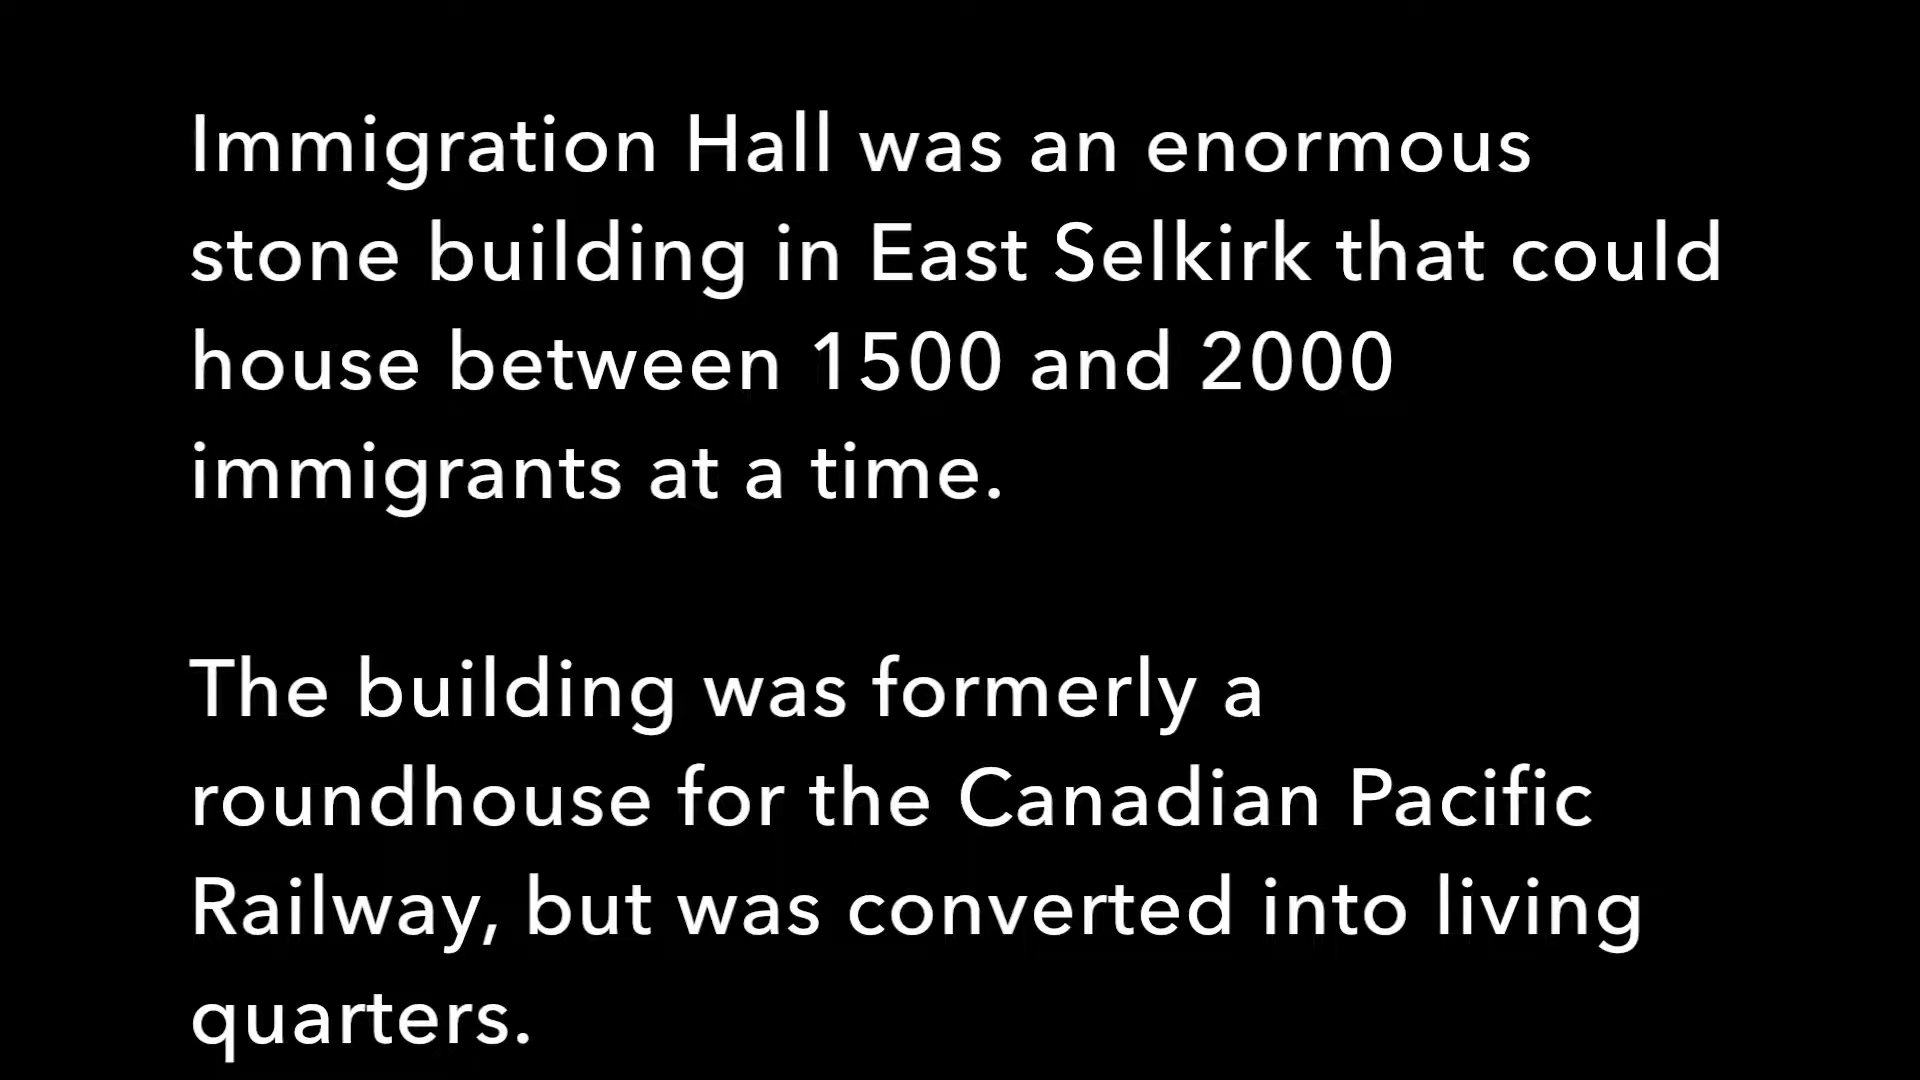 Immigration Hall was an enormous
stone building in East Selkirk that could
house between 1500 and 2000
immigrants at a time.
The building was formerly a
roundhouse for the Canadian Pacific
Railway, but was converted into living
quarters.